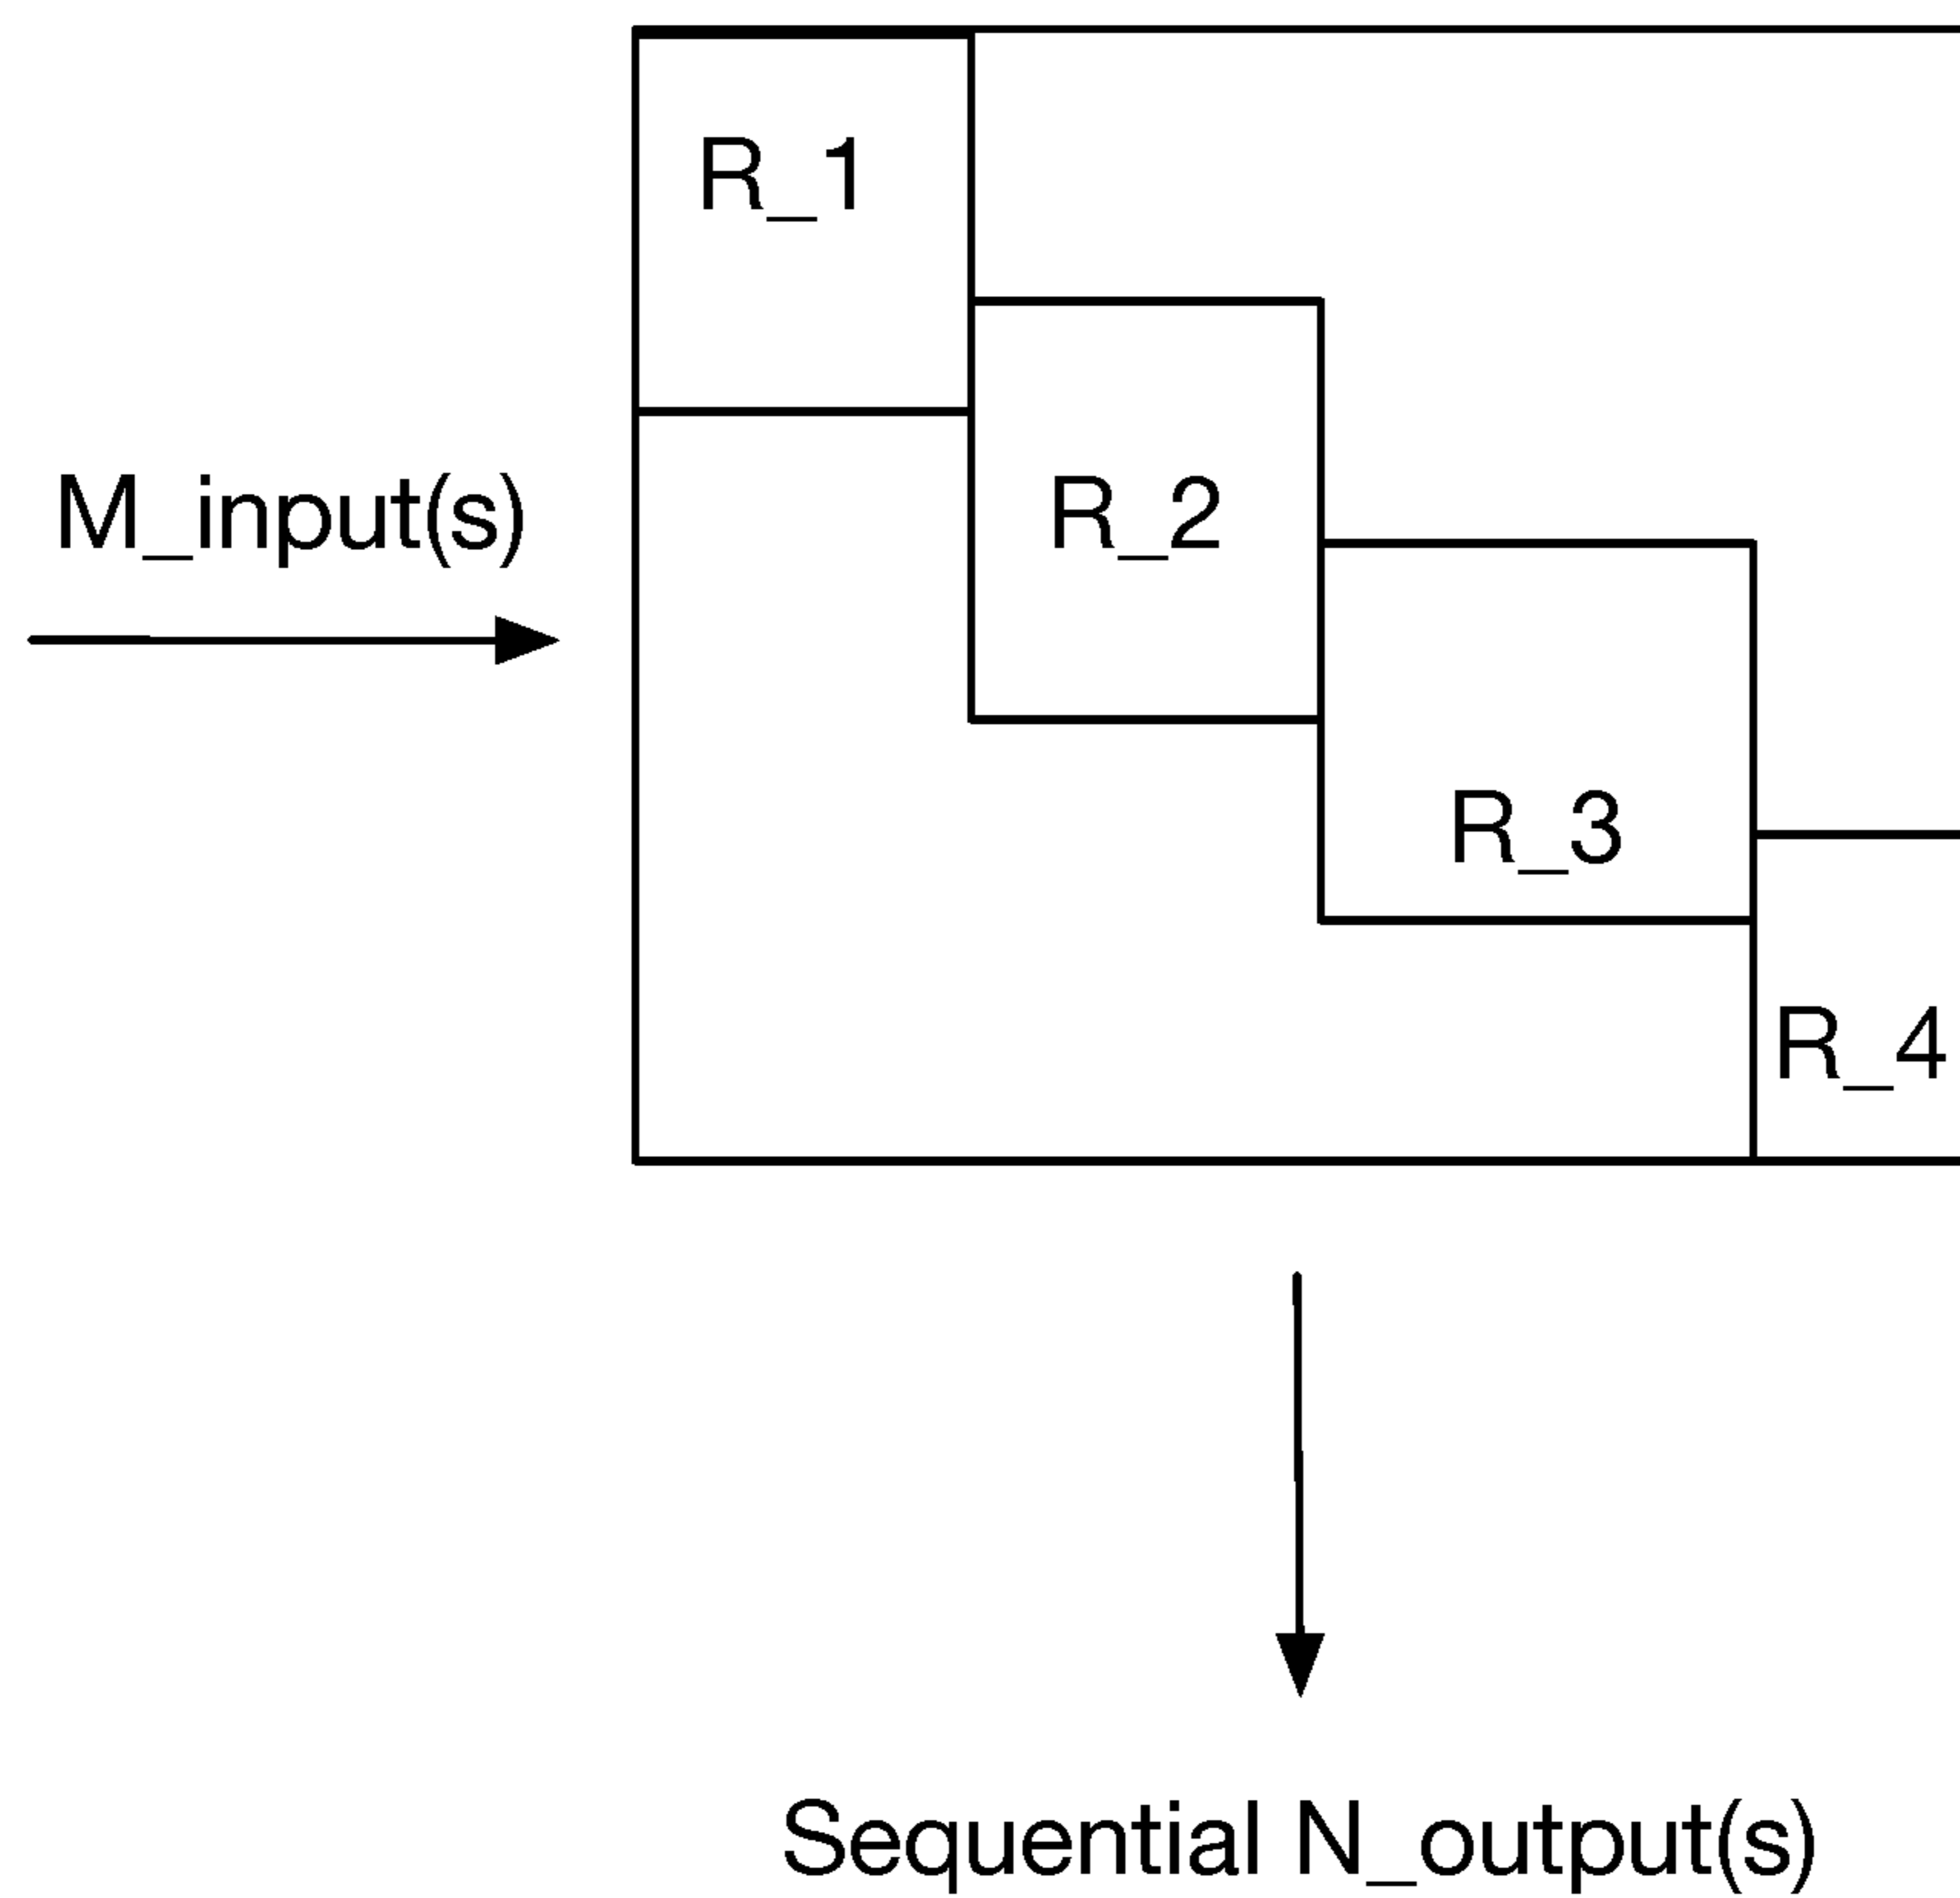 R_1
M_input(s)
R_2
R_3
R_4
Sequential N_output(s)